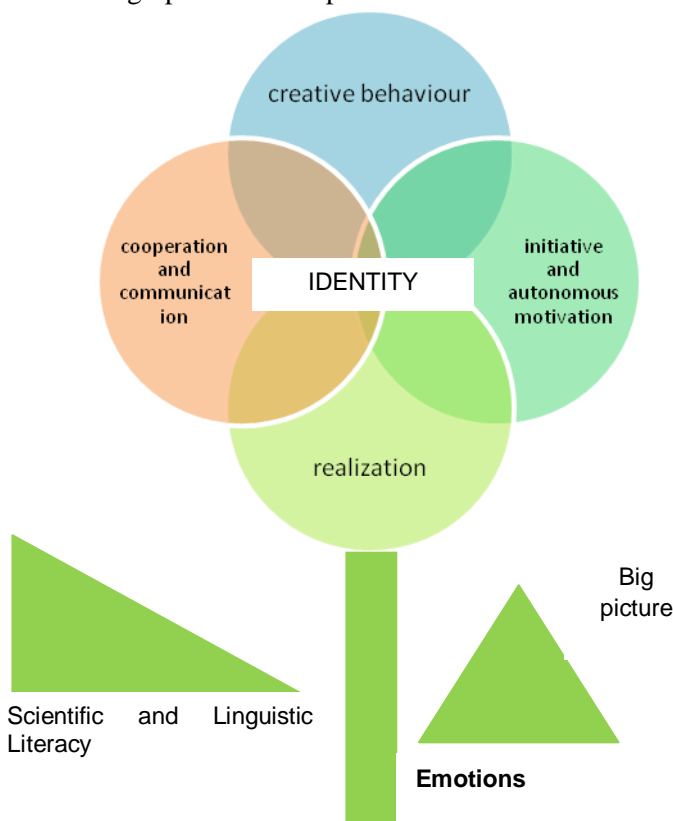 creative behaviour
cooperation
and
communicat
ion
IDENTITY
initiative
and
autonomous
motivation
realization
Big
picture
Scientific and Linguistic
Literacy
Emotions